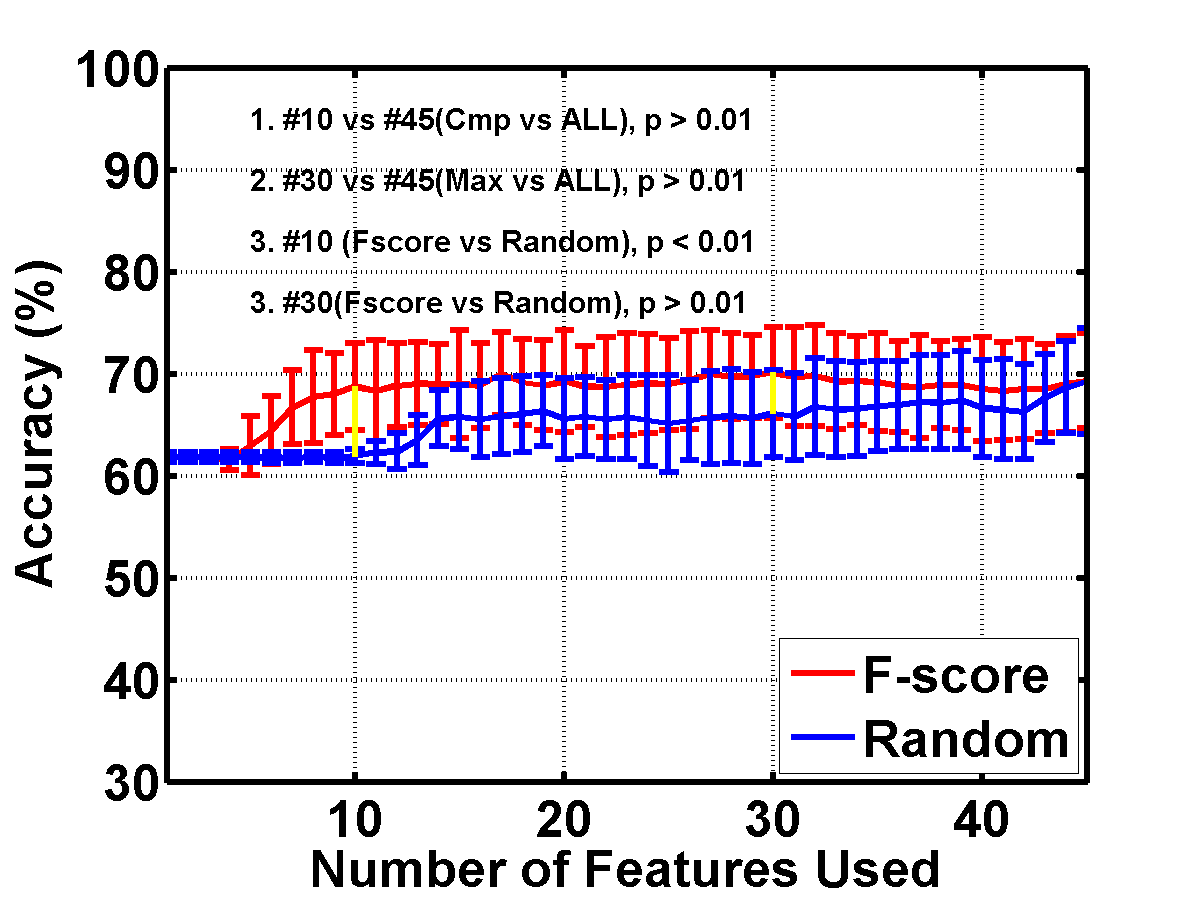 100
1. #10 vs #45(Cmp vs ALL), p > 0.01
90
2. #30 vs #45(Max vs ALL), p > 0.01
3. #10 (Fscore vs Random), p < 0.01
80
3. #30(Fscore vs Random), p > 0.01
70
60
50
40
30
Accuracy (%)
F-score
Random
10 20 30 40
Number of Features Used